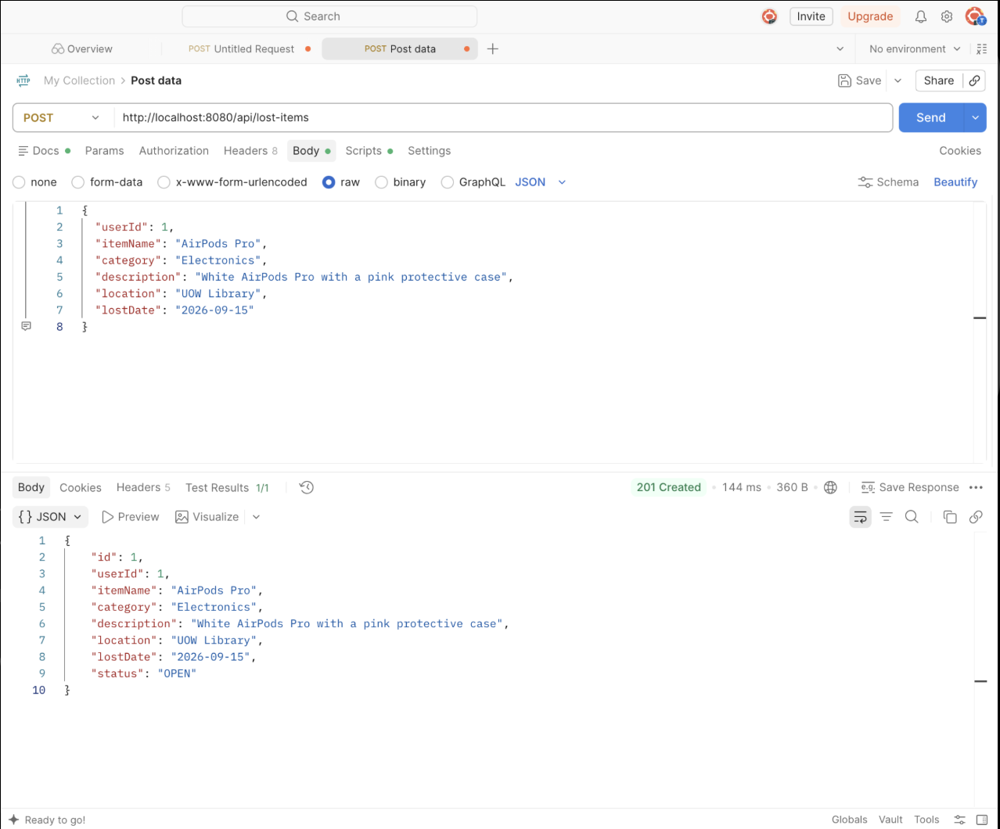 Search
Invite
Upgrade
T
Overview
POST Untitled Request
POST Post data
No environment
HTTP
My Collection > Post data
Save
Share
POST
http://localhost:8080/api/lost-items
Send
Docs
Params
Authorization
Headers 8
Body
Scripts
Settings
Cookies
none
form-data
x-www-form-urlencoded
raw
binary
GraphQL
JSON
Schema
Beautify
1 {
2 "userId": 1,
3 "itemName": "AirPods Pro",
4 "category": "Electronics",
5 "description": "White AirPods Pro with a pink protective case",
6 "location": "UOW Library",
7 "lostDate": "2026-09-15"
8 }
Body
Cookies
Headers 5
Test Results 1/1
201 Created
144 ms
360 B
e.g. Save Response
{} JSON
Preview
Visualize
1 {
2 "id": 1,
3 "userId": 1,
4 "itemName": "AirPods Pro",
5 "category": "Electronics",
6 "description": "White AirPods Pro with a pink protective case",
7 "location": "UOW Library",
8 "lostDate": "2026-09-15",
9 "status": "OPEN"
10 }
Ready to go!
Globals
Vault
Tools